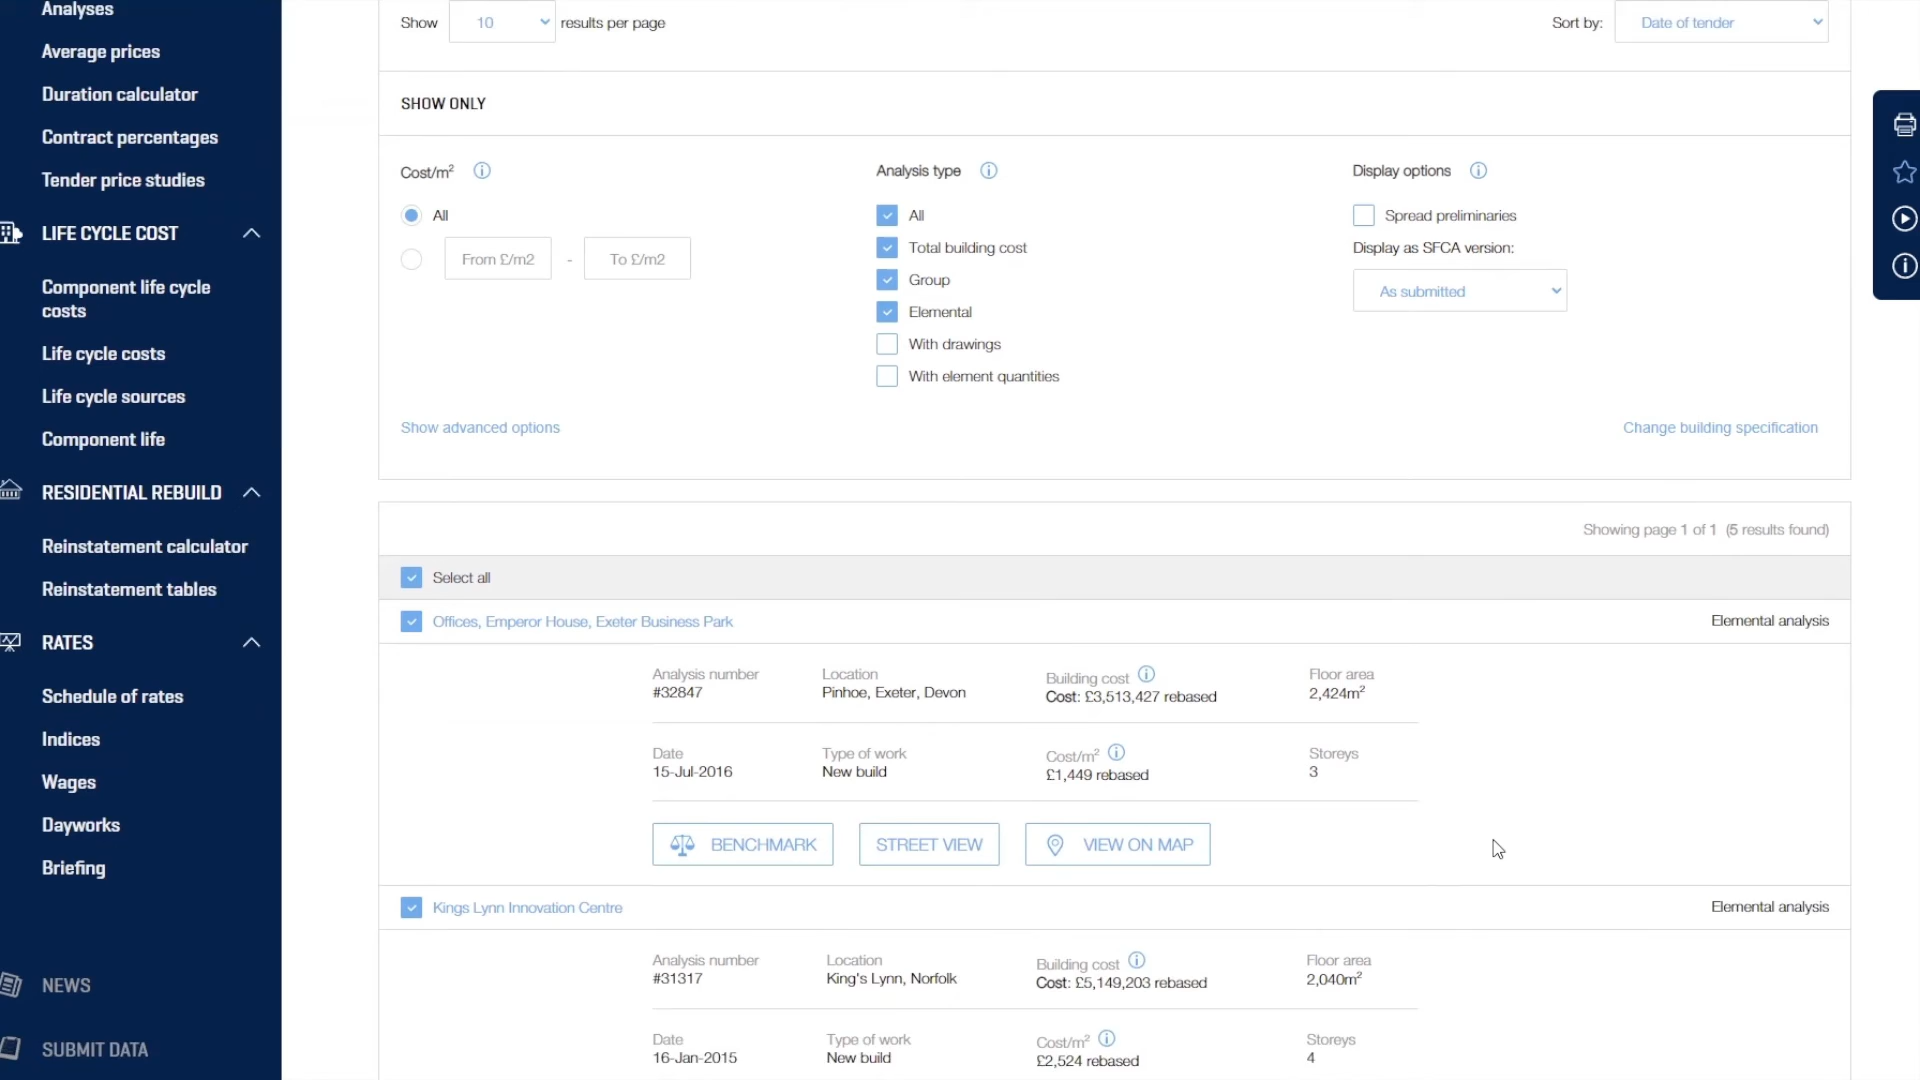 Analyses
Average prices
Duration calculator
Contract percentages
Tender price studies
LIFE CYCLE COST
Component life cycle
costs
Life cycle costs
Life cycle sources
Component life
RESIDENTIAL REBUILD
Reinstatement calculator
Reinstatement tables
RATES
Schedule of rates
Indices
Wages
Dayworks
Briefing
NEWS
SUBMIT DATA
Show 10 results per page
Sort by: Date of tender
SHOW ONLY
Cost/m²
All
From £/m2 - To £/m2
Analysis type
All
Total building cost
Group
Elemental
With drawings
With element quantities
Display options
Spread preliminaries
Display as SFCA version:
As submitted
Show advanced options
Change building specification
Showing page 1 of 1 (5 results found)
Select all
Offices, Emperor House, Exeter Business Park
Elemental analysis
Analysis number
#32847
Location
Pinhoe, Exeter, Devon
Building cost
Cost: £3,513,427 rebased
Floor area
2,424m²
Date
15-Jul-2016
Type of work
New build
Cost/m²
£1,449 rebased
Storeys
3
BENCHMARK
STREET VIEW
VIEW ON MAP
Kings Lynn Innovation Centre
Elemental analysis
Analysis number
#31317
Location
King's Lynn, Norfolk
Building cost
Cost: £5,149,203 rebased
Floor area
2,040m²
Date
16-Jan-2015
Type of work
New build
Cost/m²
£2,524 rebased
Storeys
4